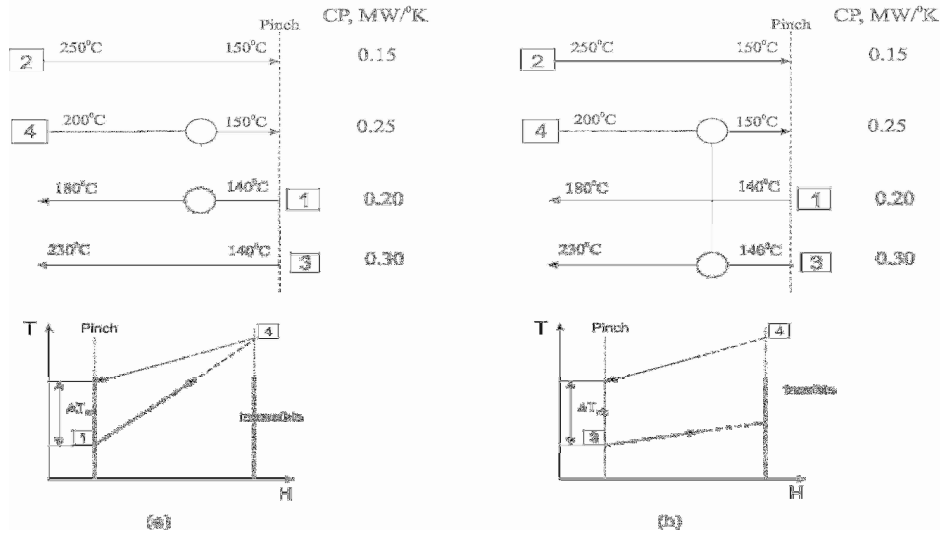 CP, MW/°K
Pinch
250°C 150°C 0.15
2
200°C 150°C 0.25
4
180°C 140°C 1 0.20
230°C 140°C 3 0.30
CP, MW/°K
Pinch
250°C 150°C 0.15
2
200°C 150°C 0.25
4
180°C 140°C 1 0.20
230°C 140°C 3 0.30
T Pinch 4
ΔT
1
H
(a)
T Pinch 4
ΔT
3
H
(b)